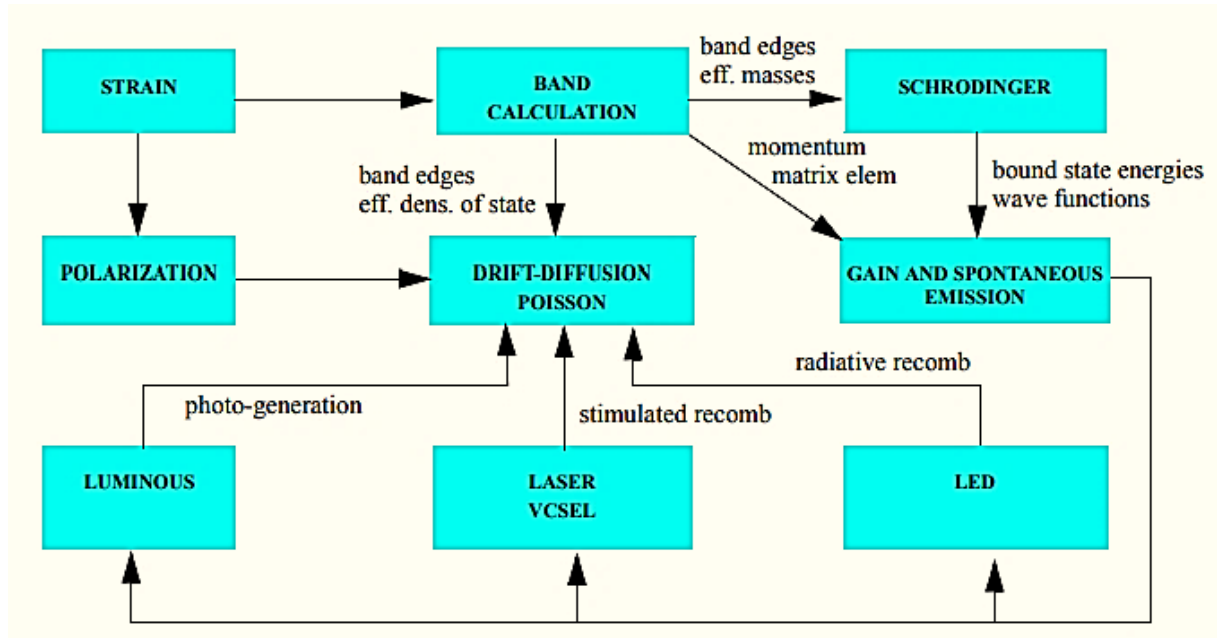 STRAIN
BAND
CALCULATION
band edges
eff. masses
SCHRODINGER
momentum
matrix elem
band edges
eff. dens. of state
bound state energies
wave functions
POLARIZATION
DRIFT-DIFFUSION
POISSON
GAIN AND SPONTANEOUS
EMISSION
photo-generation
stimulated recomb
radiative recomb
LUMINOUS
LASER
VCSEL
LED